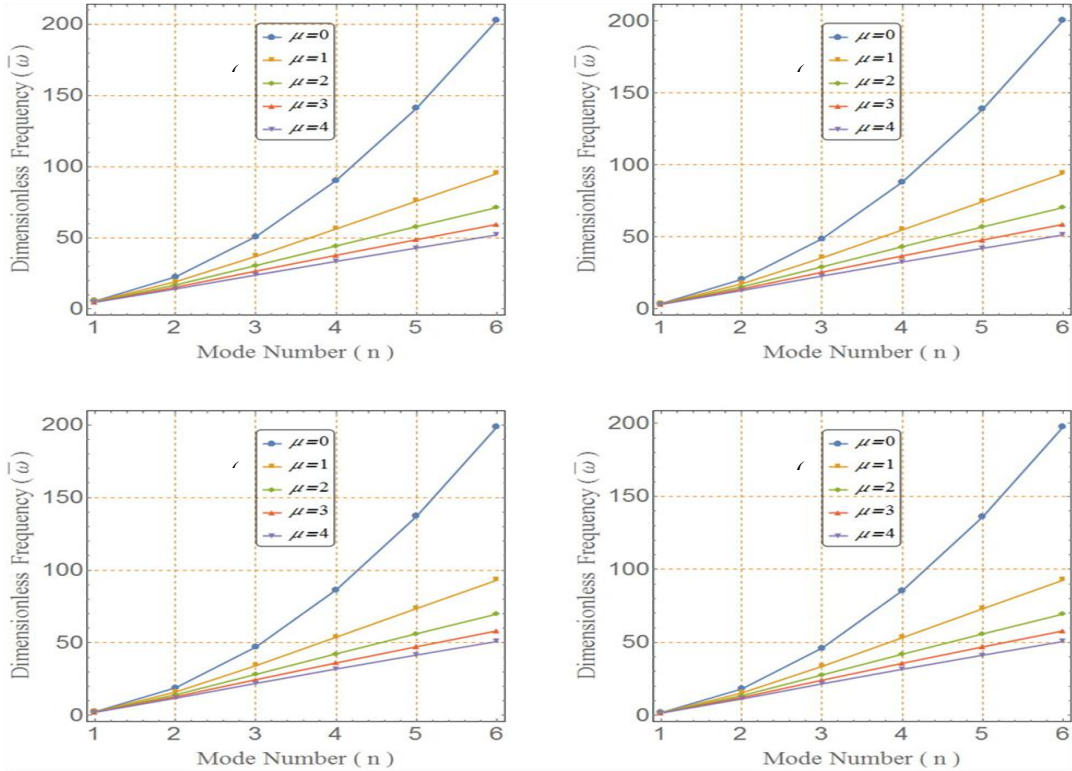 200
150
100
50
0
Dimensionless Frequency ( ω̅ )
μ=0
μ=1
μ=2
μ=3
μ=4
1 2 3 4 5 6
Mode Number ( n )
200
150
100
50
0
Dimensionless Frequency ( ω̅ )
μ=0
μ=1
μ=2
μ=3
μ=4
1 2 3 4 5 6
Mode Number ( n )
200
150
100
50
0
Dimensionless Frequency ( ω̅ )
μ=0
μ=1
μ=2
μ=3
μ=4
1 2 3 4 5 6
Mode Number ( n )
200
150
100
50
0
Dimensionless Frequency ( ω̅ )
μ=0
μ=1
μ=2
μ=3
μ=4
1 2 3 4 5 6
Mode Number ( n )